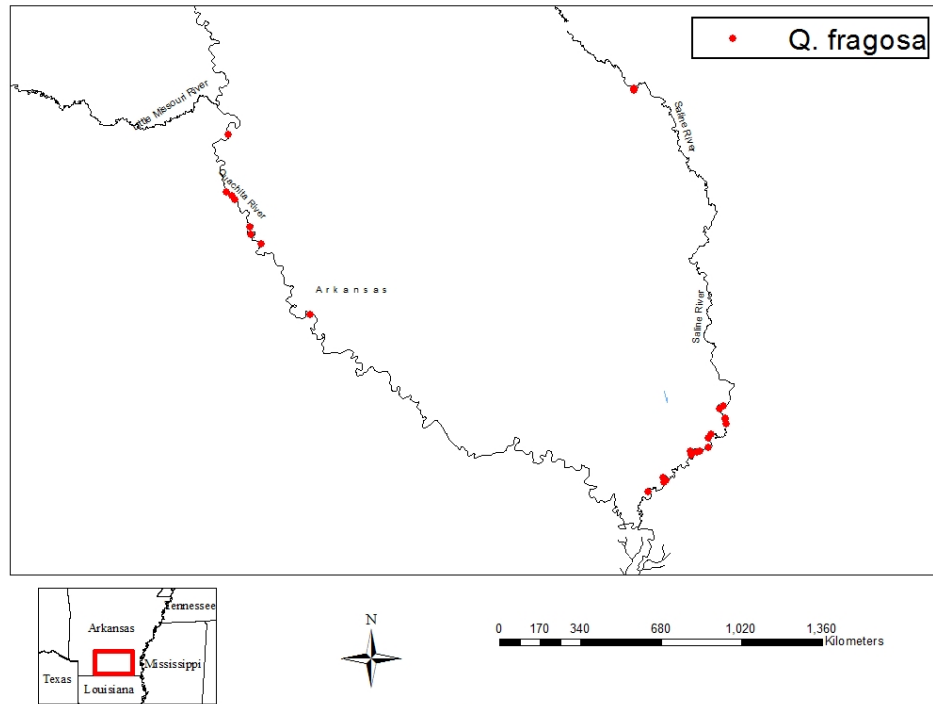 Q. fragosa
Little Missouri River
Saline River
Ouachita River
Arkansas
Saline River
Tennessee
Arkansas
Mississippi
Texas
Louisiana
N
0 170 340 680 1,020 1,360
Kilometers